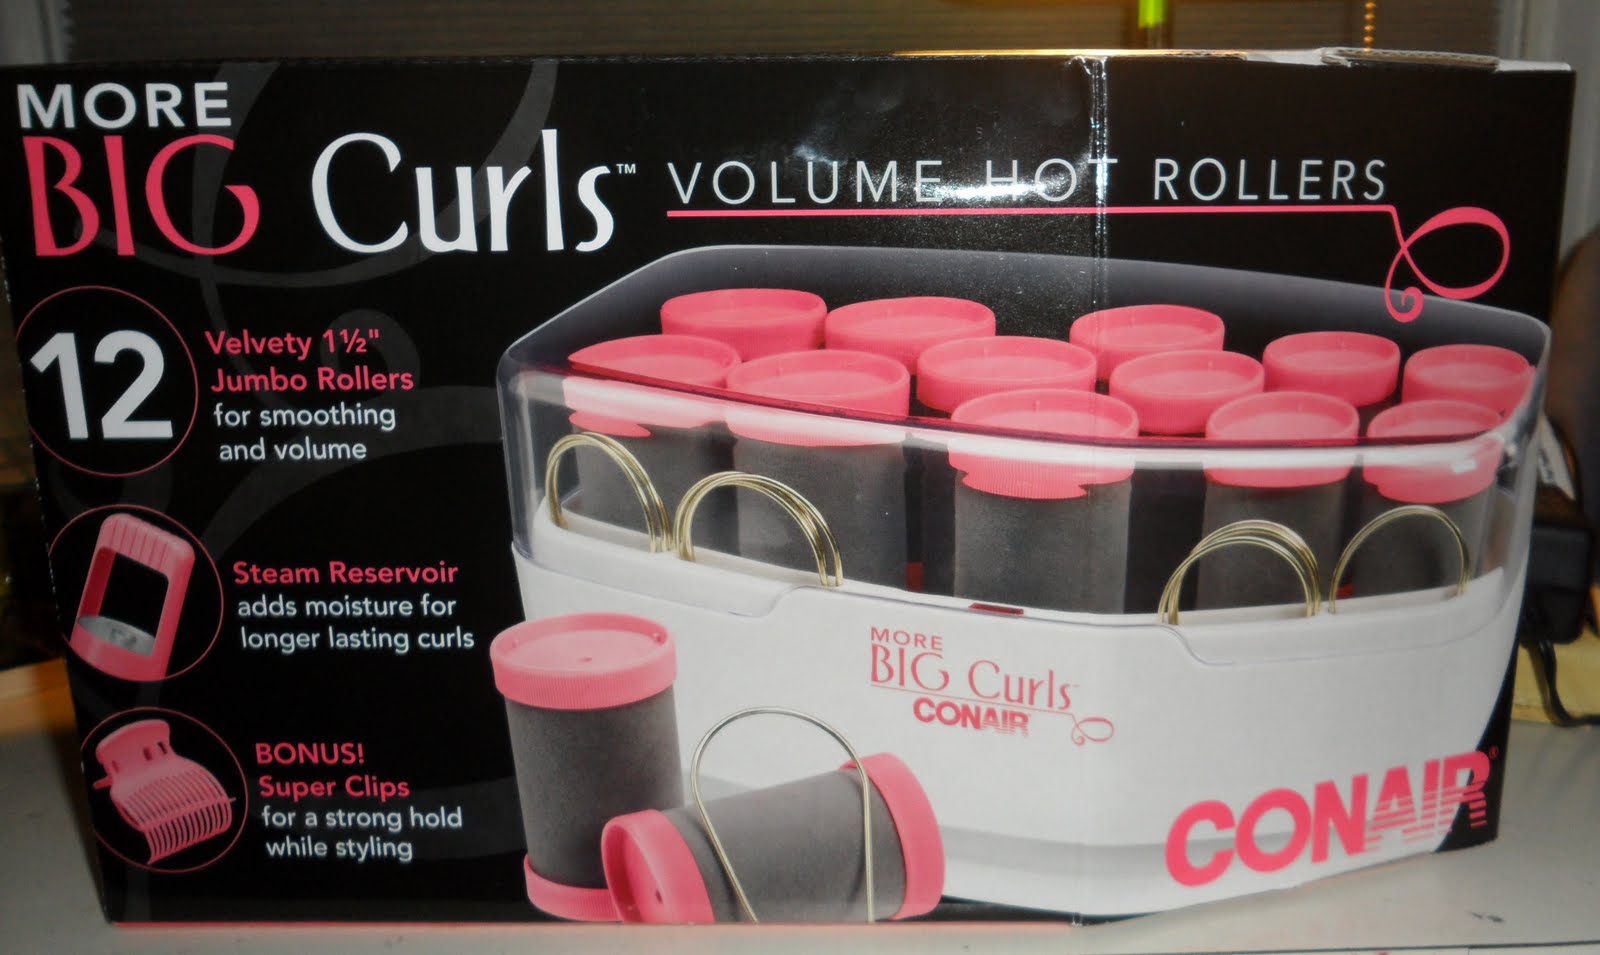 MORE
BIG Curls™ VOLUME HOT ROLLERS
12
Velvety 1½"
Jumbo Rollers
for smoothing
and volume
Steam Reservoir
adds moisture for
longer lasting curls
BONUS!
Super Clips
for a strong hold
while styling
MORE
BIG Curls™
CONAIR
CONAIR®